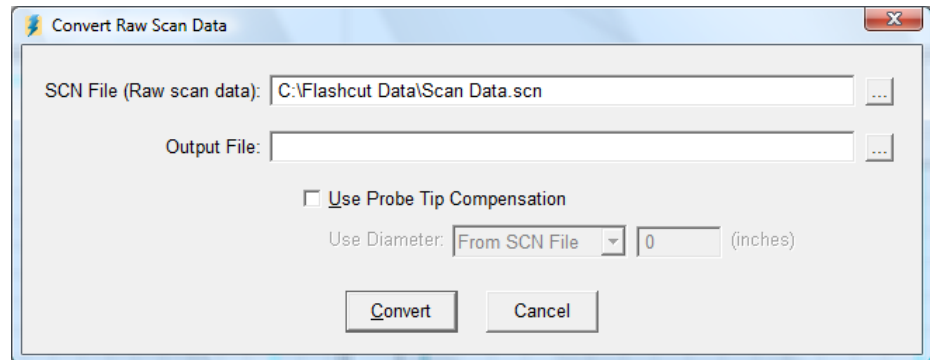 Convert Raw Scan Data
SCN File (Raw scan data): C:\Flashcut Data\Scan Data.scn ...
Output File: ...
Use Probe Tip Compensation
Use Diameter: From SCN File 0 (inches)
Convert Cancel